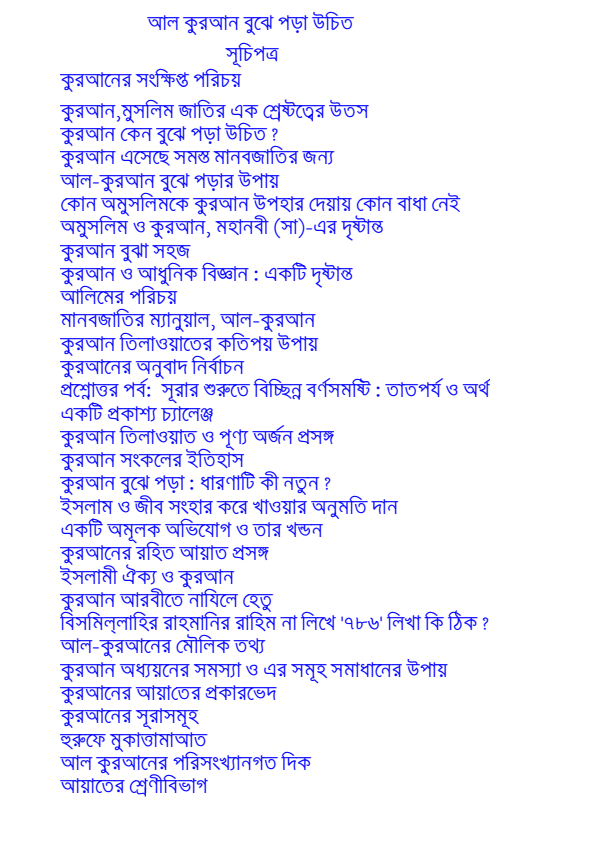 আল কুরআন বুঝে পড়া উচিত
সূচিপত্র
কুরআনের সংক্ষিপ্ত পরিচয়
কুরআন,মুসলিম জাতির এক শ্রেষ্টত্বের উতস
কুরআন কেন বুঝে পড়া উচিত ?
কুরআন এসেছে সমস্ত মানবজাতির জন্য
আল-কুরআন বুঝে পড়ার উপায়
কোন অমুসলিমকে কুরআন উপহার দেয়ায় কোন বাধা নেই
অমুসলিম ও কুরআন, মহানবী (সা)-এর দৃষ্টান্ত
কুরআন বুঝা সহজ
কুরআন ও আধুনিক বিজ্ঞান : একটি দৃষ্টান্ত
আলিমের পরিচয়
মানবজাতির ম্যানুয়াল, আল-কুরআন
কুরআন তিলাওয়াতের কতিপয় উপায়
কুরআনের অনুবাদ নির্বাচন
প্রশ্নোত্তর পর্ব: সূরার শুরুতে বিচ্ছিন্ন বর্ণসমষ্টি : তাতপর্য ও অর্থ
একটি প্রকাশ্য চ্যালেঞ্জ
কুরআন তিলাওয়াত ও পূণ্য অর্জন প্রসঙ্গ
কুরআন সংকলের ইতিহাস
কুরআন বুঝে পড়া : ধারণাটি কী নতুন ?
ইসলাম ও জীব সংহার করে খাওয়ার অনুমতি দান
একটি অমূলক অভিযোগ ও তার খন্ডন
কুরআনের রহিত আয়াত প্রসঙ্গ
ইসলামী ঐক্য ও কুরআন
কুরআন আরবীতে নাযিলে হেতু
বিসমিল্‌লাহির রাহমানির রাহিম না লিখে '৭৮৬' লিখা কি ঠিক ?
আল-কুরআনের মৌলিক তথ্য
কুরআন অধ্যয়নের সমস্যা ও এর সমূহ সমাধানের উপায়
কুরআনের আয়াতের প্রকারভেদ
কুরআনের সূরাসমূহ
হুরুফে মুকাত্তামাআত
আল কুরআনের পরিসংখ্যানগত দিক
আয়াতের শ্রেণীবিভাগ